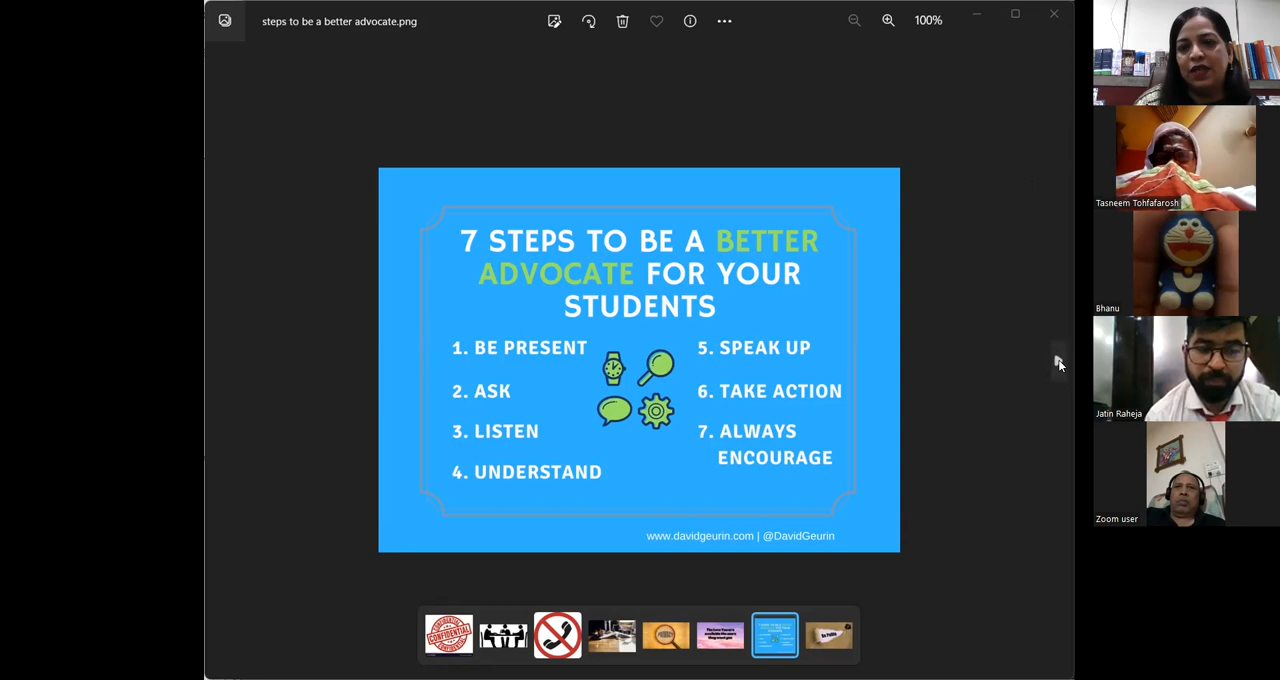 steps to be a better advocate.png
100%
7 STEPS TO BE A BETTER
ADVOCATE FOR YOUR
STUDENTS
1. BE PRESENT
2. ASK
3. LISTEN
4. UNDERSTAND
5. SPEAK UP
6. TAKE ACTION
7. ALWAYS
ENCOURAGE
www.davidgeurin.com | @DavidGeurin
CONFIDENTIAL
Tasneem Tohfafarosh
Bhanu
Jatin Raheja
Zoom user